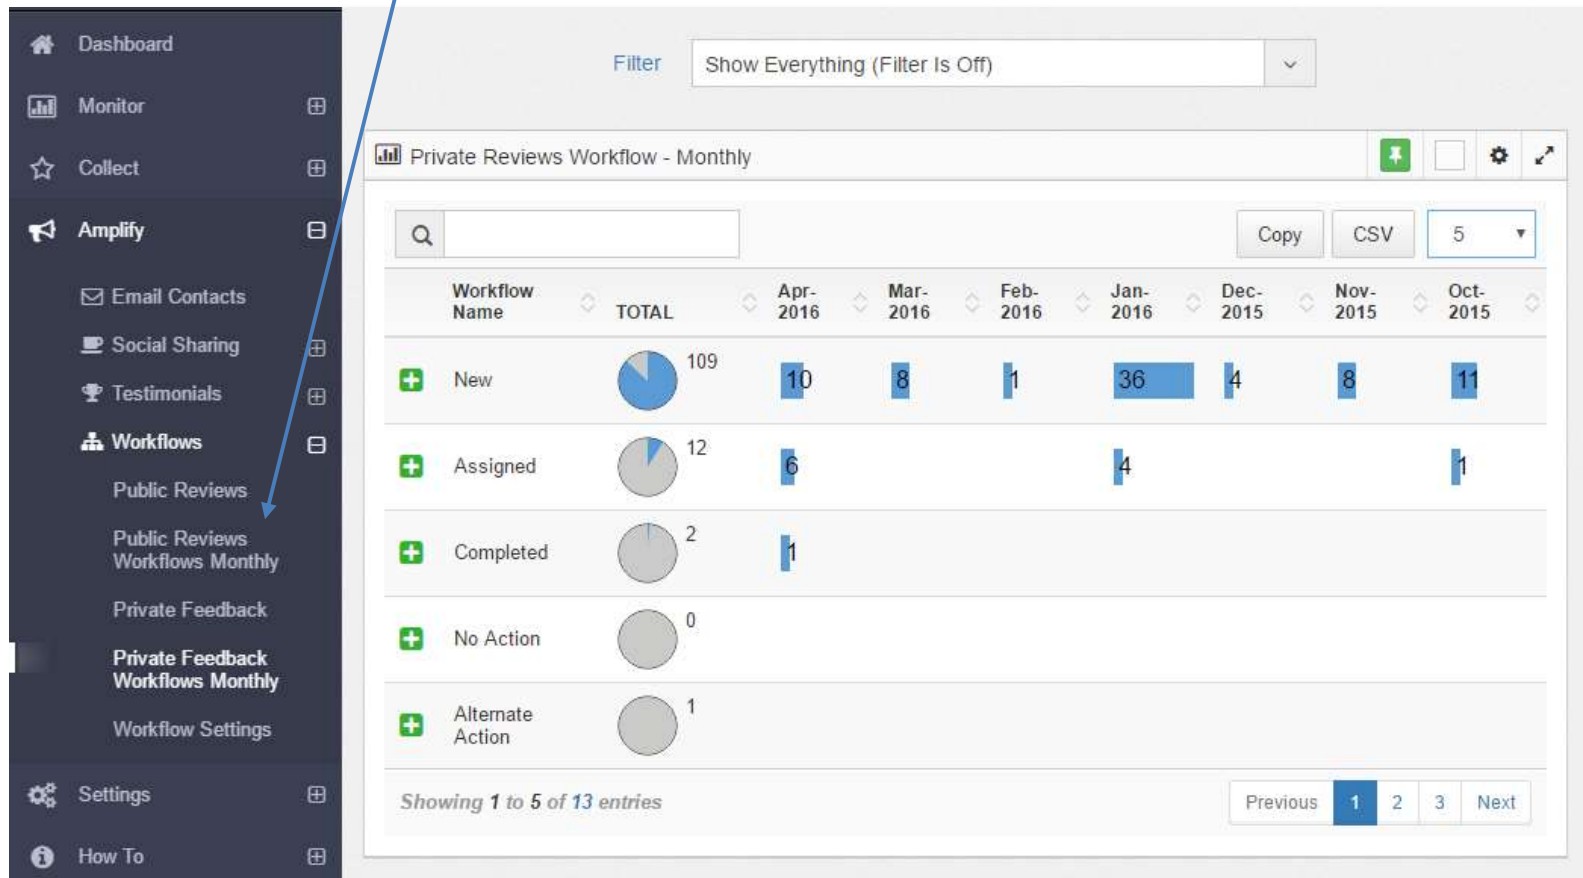 Dashboard
Monitor
Collect
Amplify
Email Contacts
Social Sharing
Testimonials
Workflows
Public Reviews
Public Reviews
Workflows Monthly
Private Feedback
Private Feedback
Workflows Monthly
Workflow Settings
Settings
How To
Filter Show Everything (Filter Is Off)
Private Reviews Workflow - Monthly
Copy CSV 5
Workflow Name TOTAL Apr-2016 Mar-2016 Feb-2016 Jan-2016 Dec-2015 Nov-2015 Oct-2015
New 109 10 8 1 36 4 8 11
Assigned 12 6 4 1
Completed 2 1
No Action 0
Alternate Action 1
Showing 1 to 5 of 13 entries
Previous 1 2 3 Next